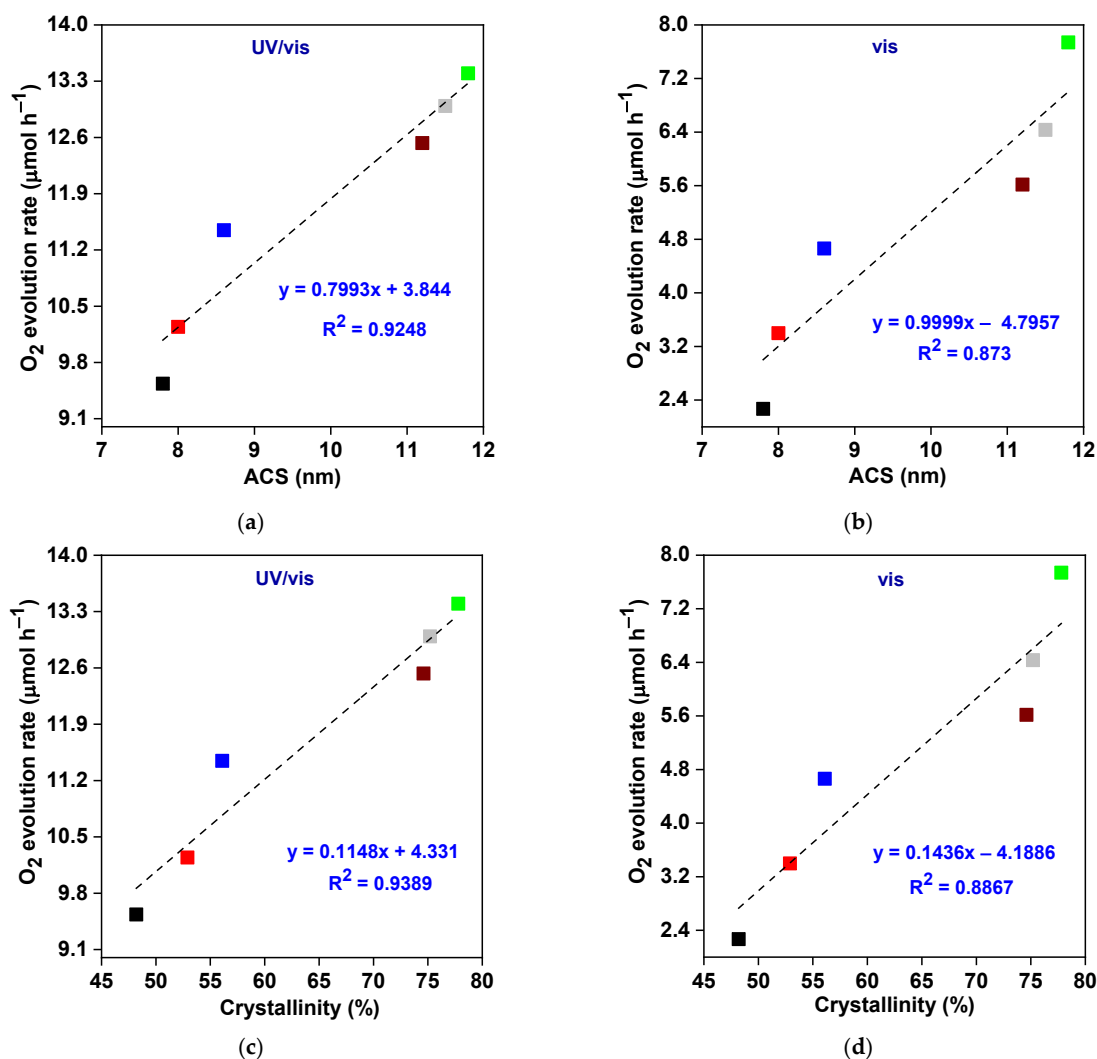 UV/vis
O2 evolution rate (μmol h−1)
14.0
13.3
12.6
11.9
11.2
10.5
9.8
9.1
y = 0.7993x + 3.844
R2 = 0.9248
7 8 9 10 11 12
ACS (nm)
(a)
vis
O2 evolution rate (μmol h−1)
8.0
7.2
6.4
5.6
4.8
4.0
3.2
2.4
y = 0.9999x – 4.7957
R2 = 0.873
7 8 9 10 11 12
ACS (nm)
(b)
UV/vis
O2 evolution rate (μmol h−1)
14.0
13.3
12.6
11.9
11.2
10.5
9.8
9.1
y = 0.1148x + 4.331
R2 = 0.9389
45 50 55 60 65 70 75 80
Crystallinity (%)
(c)
vis
O2 evolution rate (μmol h−1)
8.0
7.2
6.4
5.6
4.8
4.0
3.2
2.4
y = 0.1436x – 4.1886
R2 = 0.8867
45 50 55 60 65 70 75 80
Crystallinity (%)
(d)